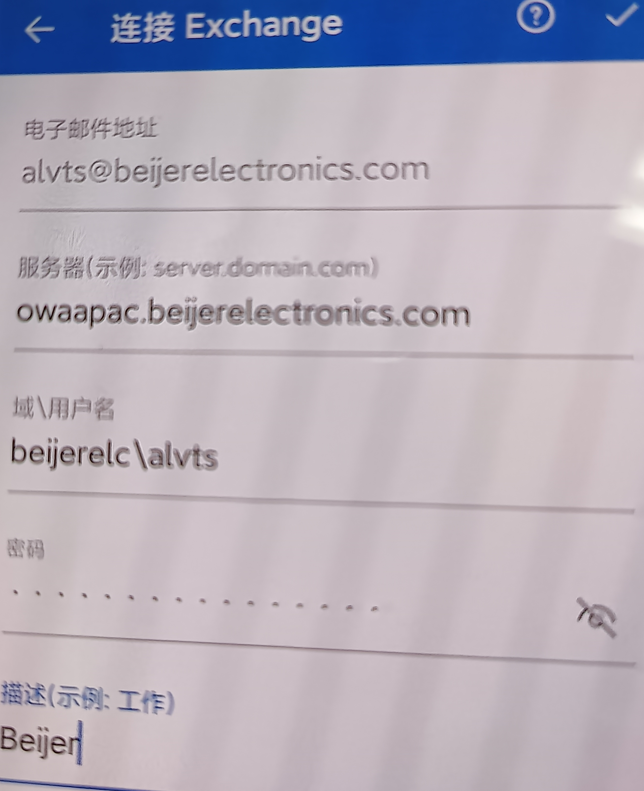 连接 Exchange
电子邮件地址
alvts@beijerelectronics.com
服务器(示例: server.domain.com)
owaapac.beijerelectronics.com
域\用户名
beijerelc\alvts
密码
描述(示例: 工作)
Beijer